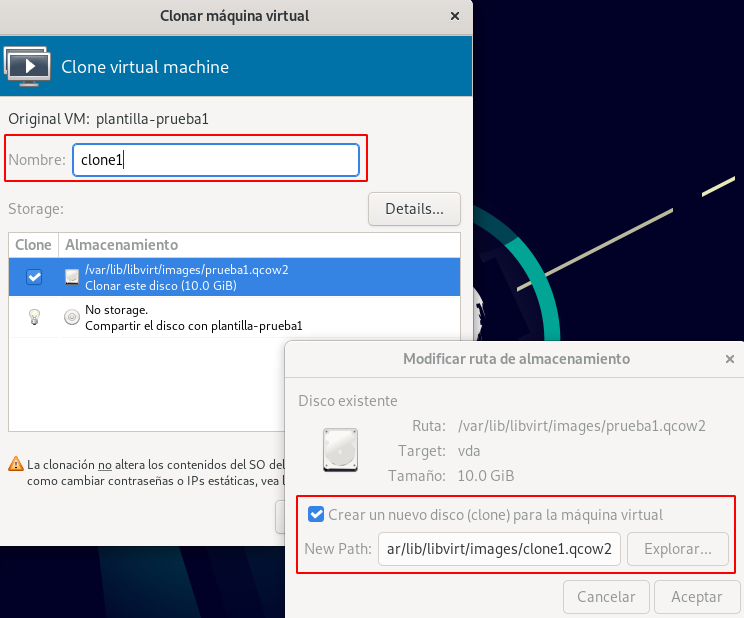 Clonar máquina virtual
Clone virtual machine
Original VM: plantilla-prueba1
Nombre: clone1
Storage:
Details...
Clone Almacenamiento
/var/lib/libvirt/images/prueba1.qcow2
Clonar este disco (10.0 GiB)
No storage.
Compartir el disco con plantilla-prueba1
La clonación no altera los contenidos del SO del
como cambiar contraseñas o IPs estáticas, vea
Modificar ruta de almacenamiento
Disco existente
Ruta: /var/lib/libvirt/images/prueba1.qcow2
Target: vda
Tamaño: 10.0 GiB
Crear un nuevo disco (clone) para la máquina virtual
New Path: ar/lib/libvirt/images/clone1.qcow2 Explorar...
Cancelar Aceptar